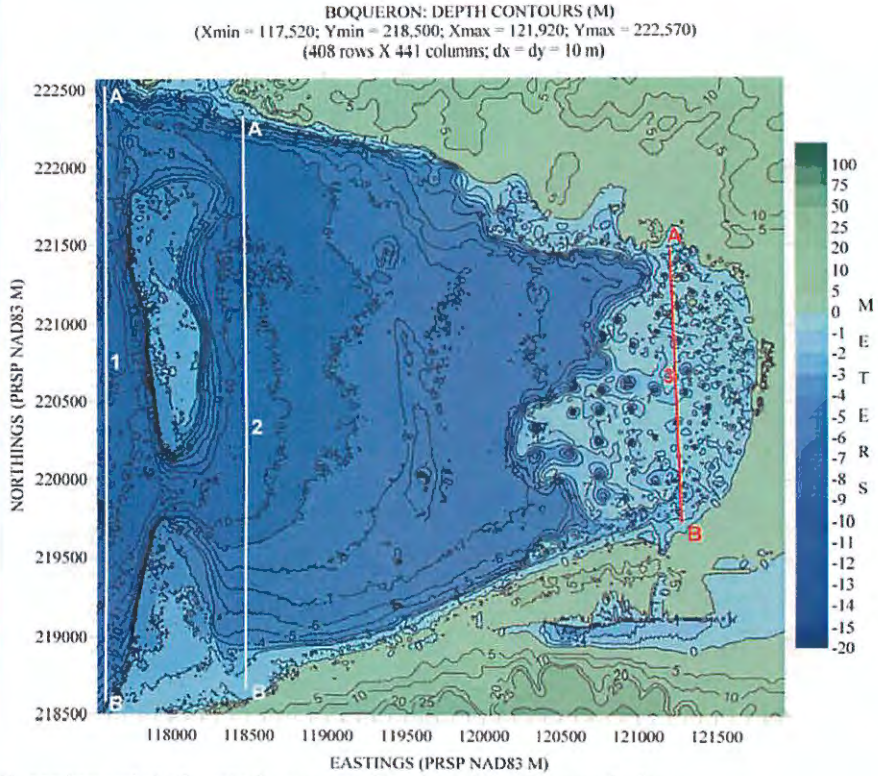 BOQUERON: DEPTH CONTOURS (M)
(Xmin = 117,520; Ymin = 218,500; Xmax = 121,920; Ymax = 222,570)
(408 rows X 441 columns; dx = dy = 10 m)
222500
222000
221500
221000
220500
220000
219500
219000
218500
NORTHINGS (PRSP NAD83 M)
A
A
A
1
2
3
B
B
B
118000 118500 119000 119500 120000 120500 121000 121500
EASTINGS (PRSP NAD83 M)
100
75
50
25
20
10
5
0
-1
-2
-3
-4
-5
-6
-7
-8
-9
-10
-11
-12
-13
-14
-15
-20
METERS